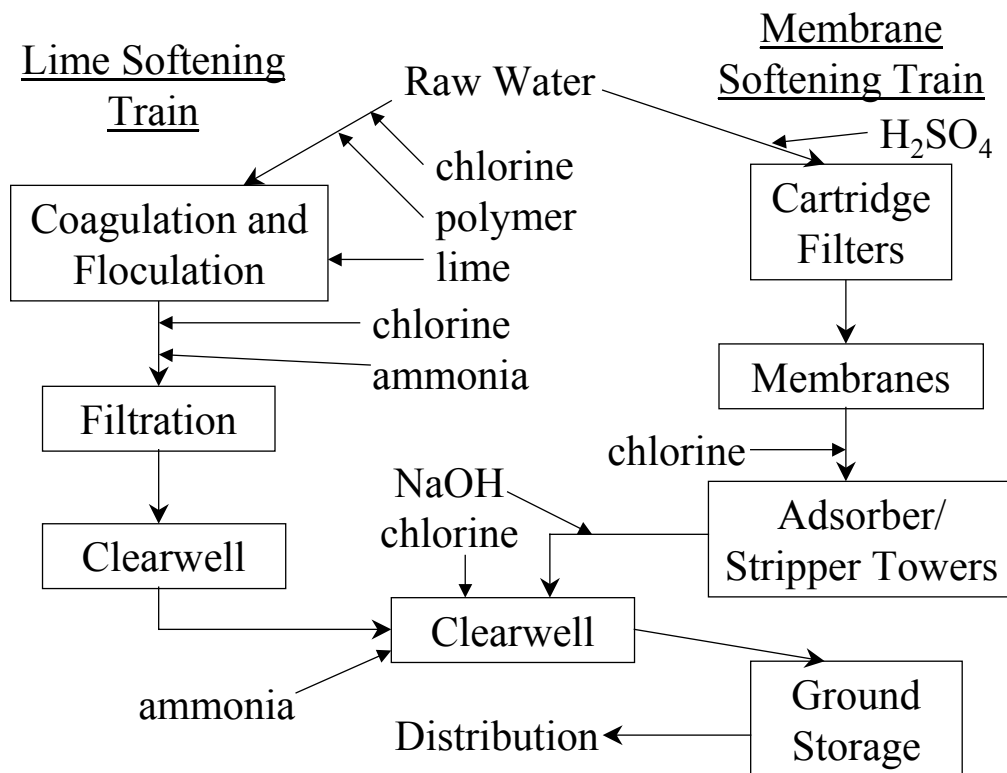 Lime Softening
Train
Raw Water
Membrane
Softening Train
H₂SO₄
chlorine
polymer
lime
Coagulation and
Floculation
Cartridge
Filters
chlorine
ammonia
Membranes
Filtration
chlorine
NaOH
chlorine
Adsorber/
Stripper Towers
Clearwell
Clearwell
ammonia
Ground
Storage
Distribution